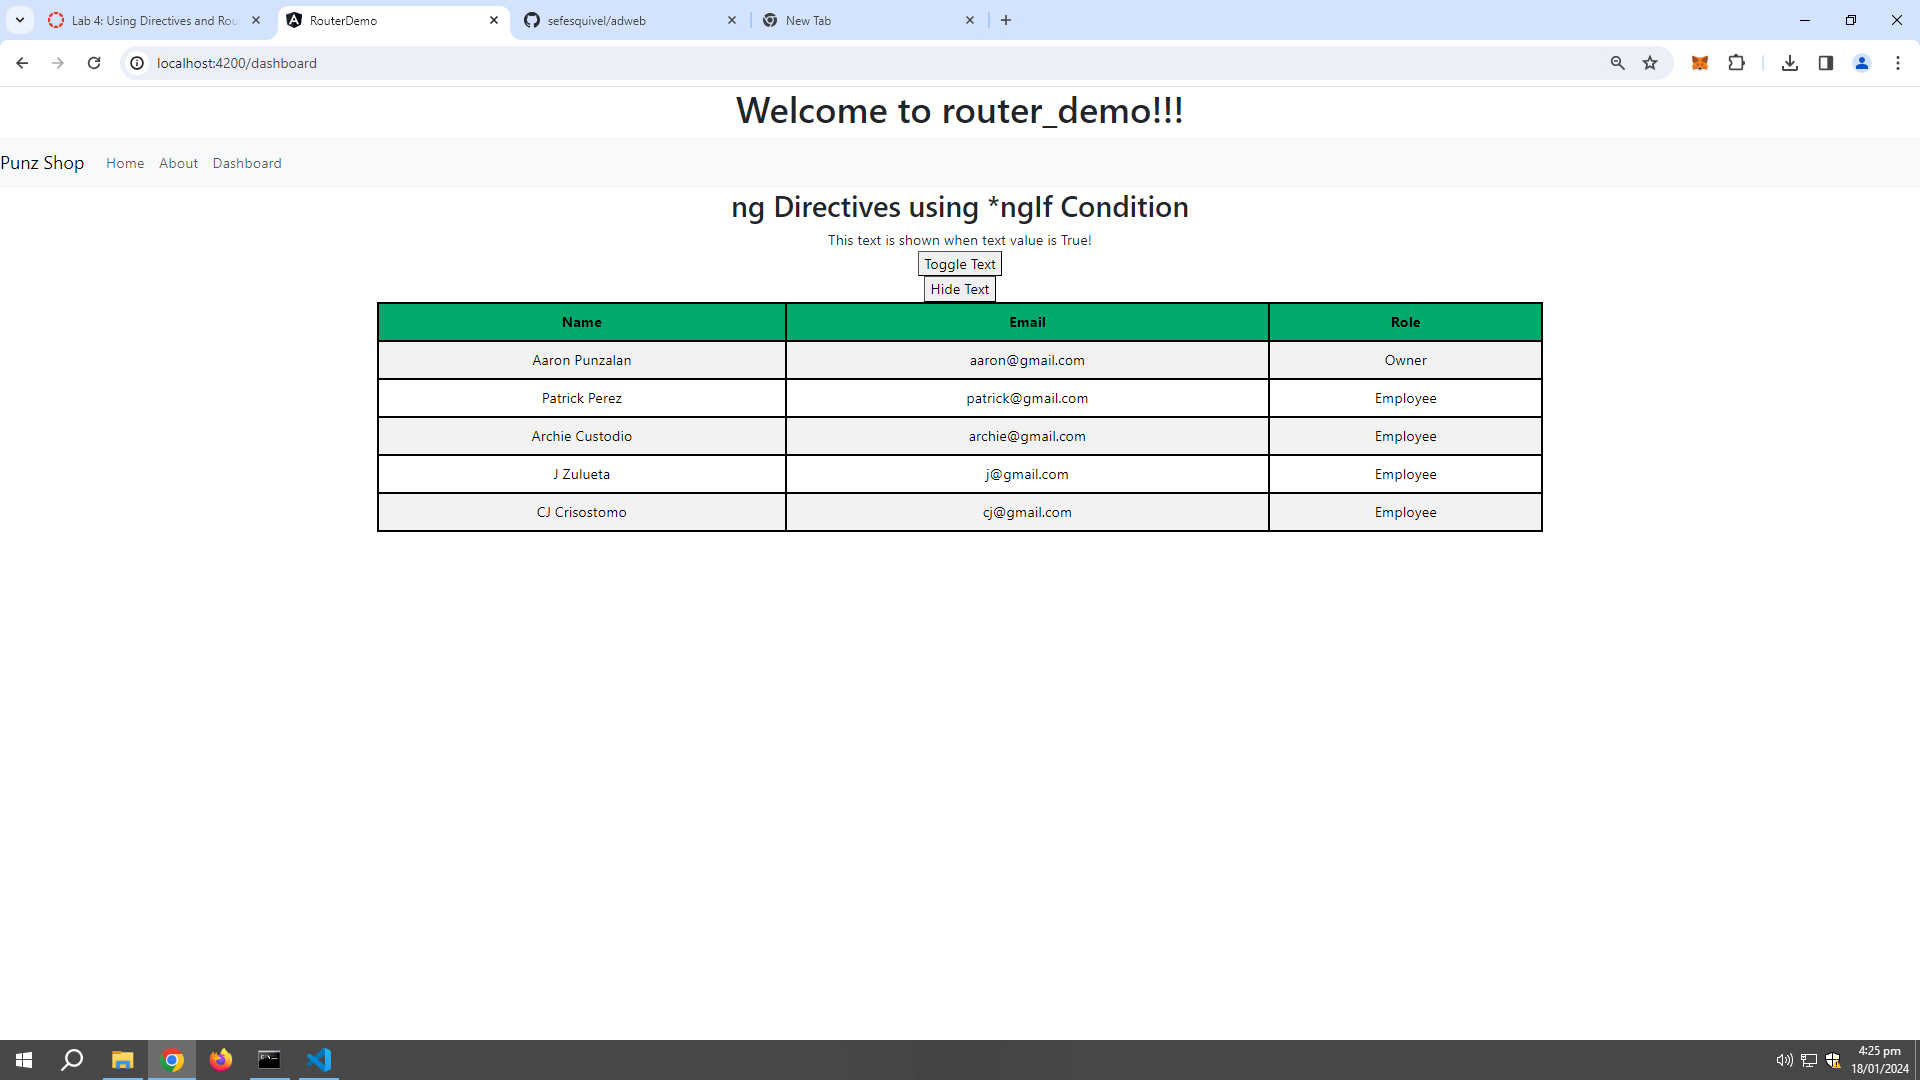 Lab 4: Using Directives and Rou
RouterDemo
sefesquivel/adweb
New Tab
localhost:4200/dashboard
Welcome to router_demo!!!
Punz Shop Home About Dashboard
ng Directives using *ngIf Condition
This text is shown when text value is True!
Toggle Text
Hide Text
Name Email Role
Aaron Punzalan aaron@gmail.com Owner
Patrick Perez patrick@gmail.com Employee
Archie Custodio archie@gmail.com Employee
J Zulueta j@gmail.com Employee
CJ Crisostomo cj@gmail.com Employee
4:25 pm
18/01/2024